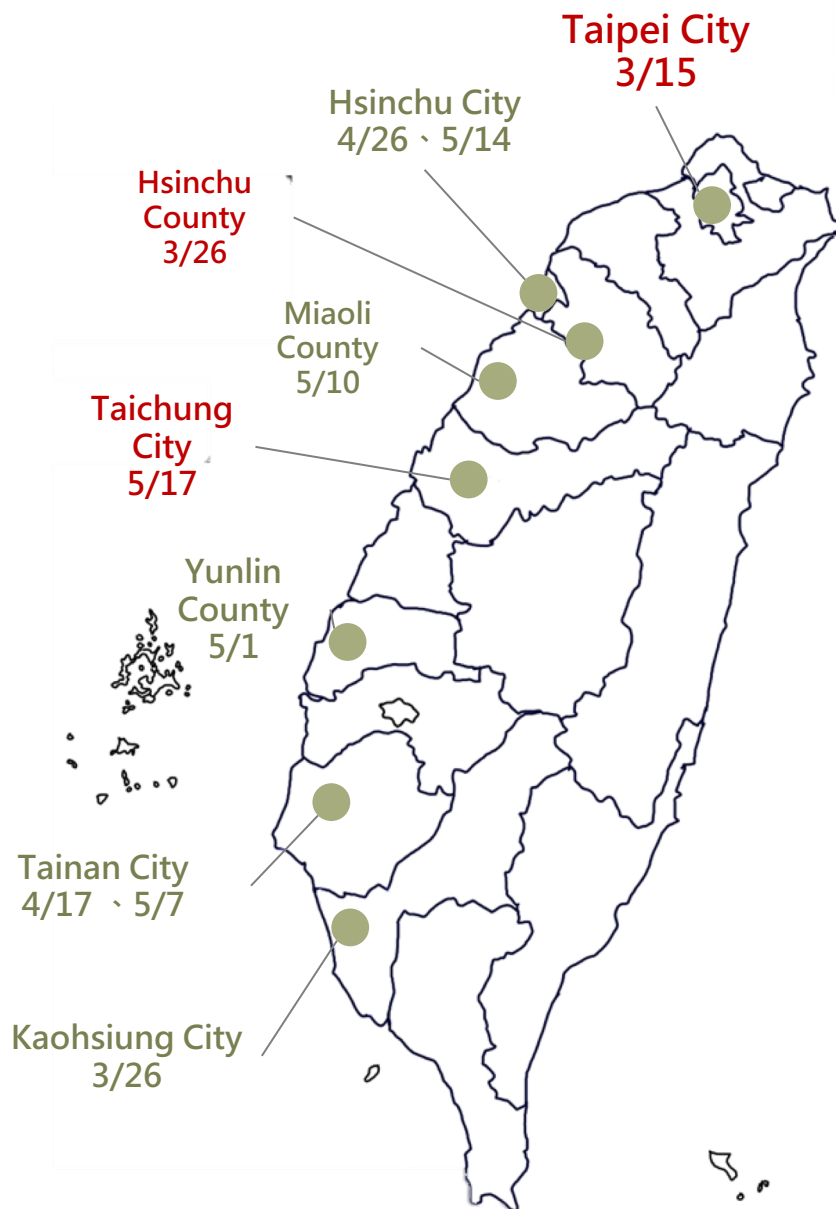 Taipei City
3/15
Hsinchu City
4/26、5/14
Hsinchu
County
3/26
Miaoli
County
5/10
Taichung
City
5/17
Yunlin
County
5/1
Tainan City
4/17 、5/7
Kaohsiung City
3/26